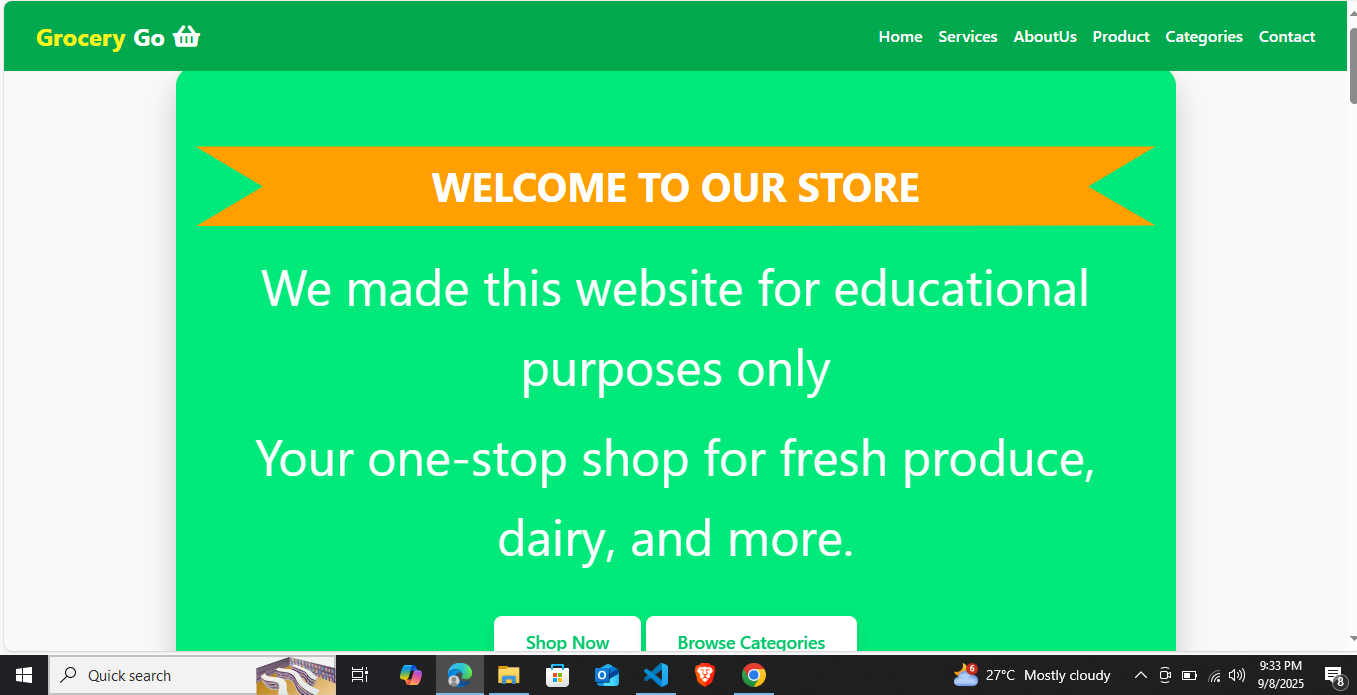 Grocery Go
Home Services AboutUs Product Categories Contact
WELCOME TO OUR STORE
We made this website for educational
purposes only
Your one-stop shop for fresh produce,
dairy, and more.
Shop Now Browse Categories
Quick search
6
27°C Mostly cloudy
9:33 PM
9/8/2025
8